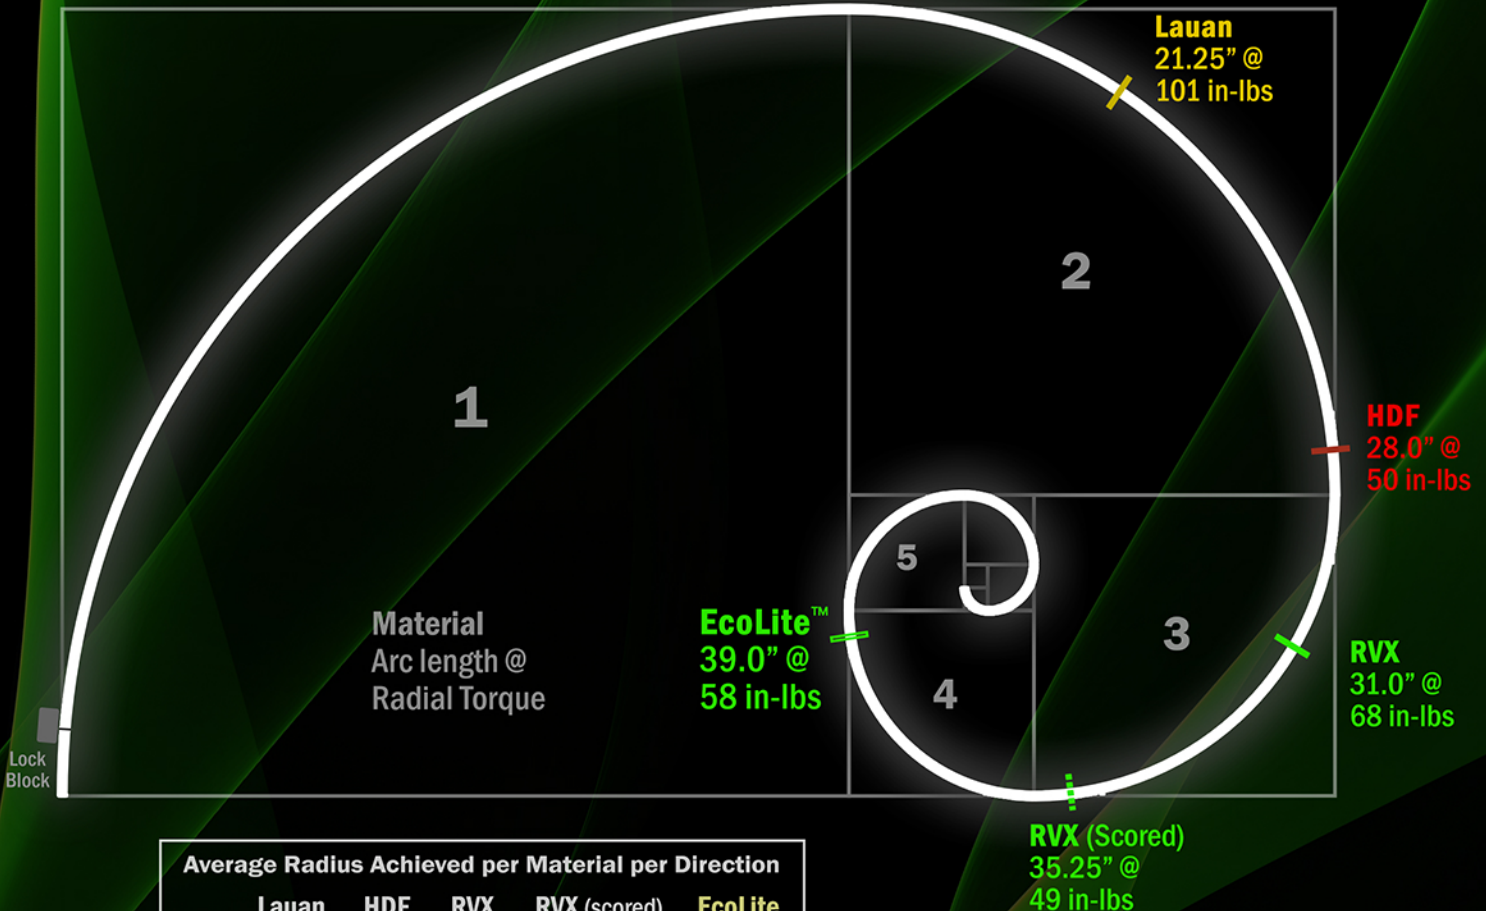 Lauan
21.25” @
101 in-lbs
2
1
HDF
28.0” @
50 in-lbs
5
EcoLite™
39.0” @
58 in-lbs
3
Material
Arc length @
Radial Torque
4
RVX
31.0” @
68 in-lbs
Lock
Block
RVX (Scored)
35.25” @
49 in-lbs
Average Radius Achieved per Material per Direction
Lauan HDF RVX RVX (scored) EcoLite